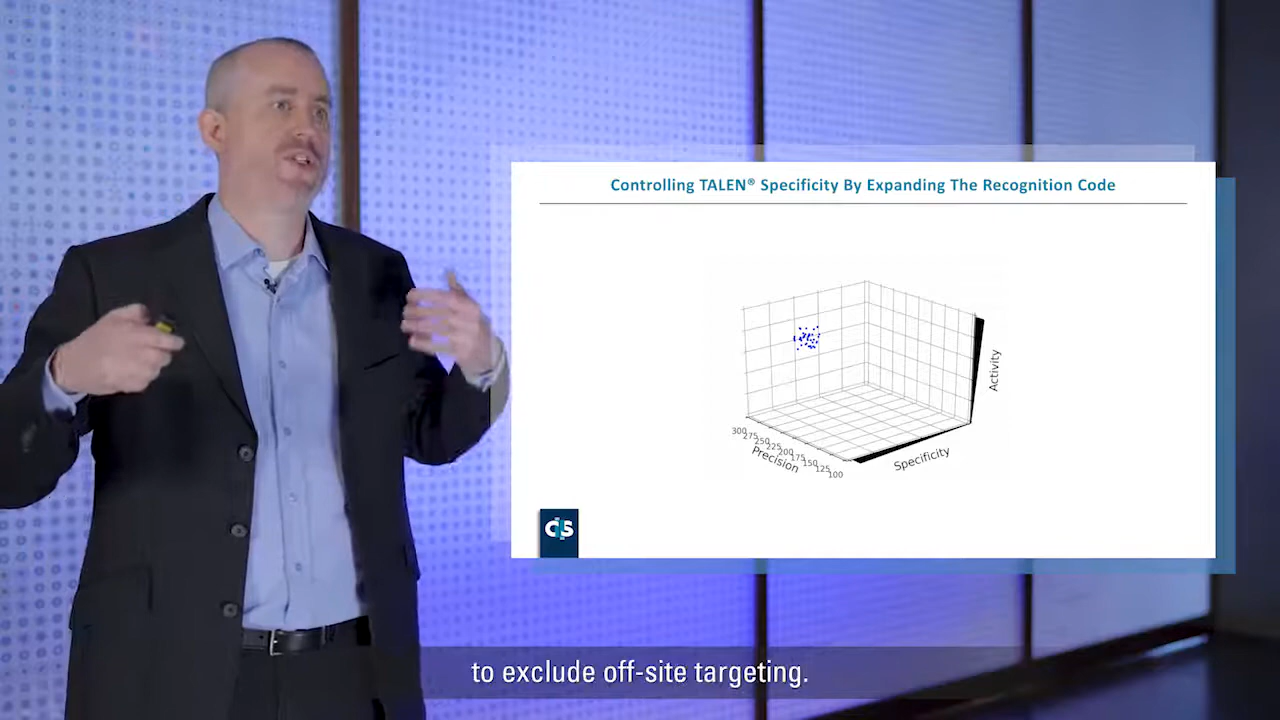 Controlling TALEN® Specificity By Expanding The Recognition Code
Activity
300
275
250
225
200
175
150
125
100
Precision
Specificity
to exclude off-site targeting.